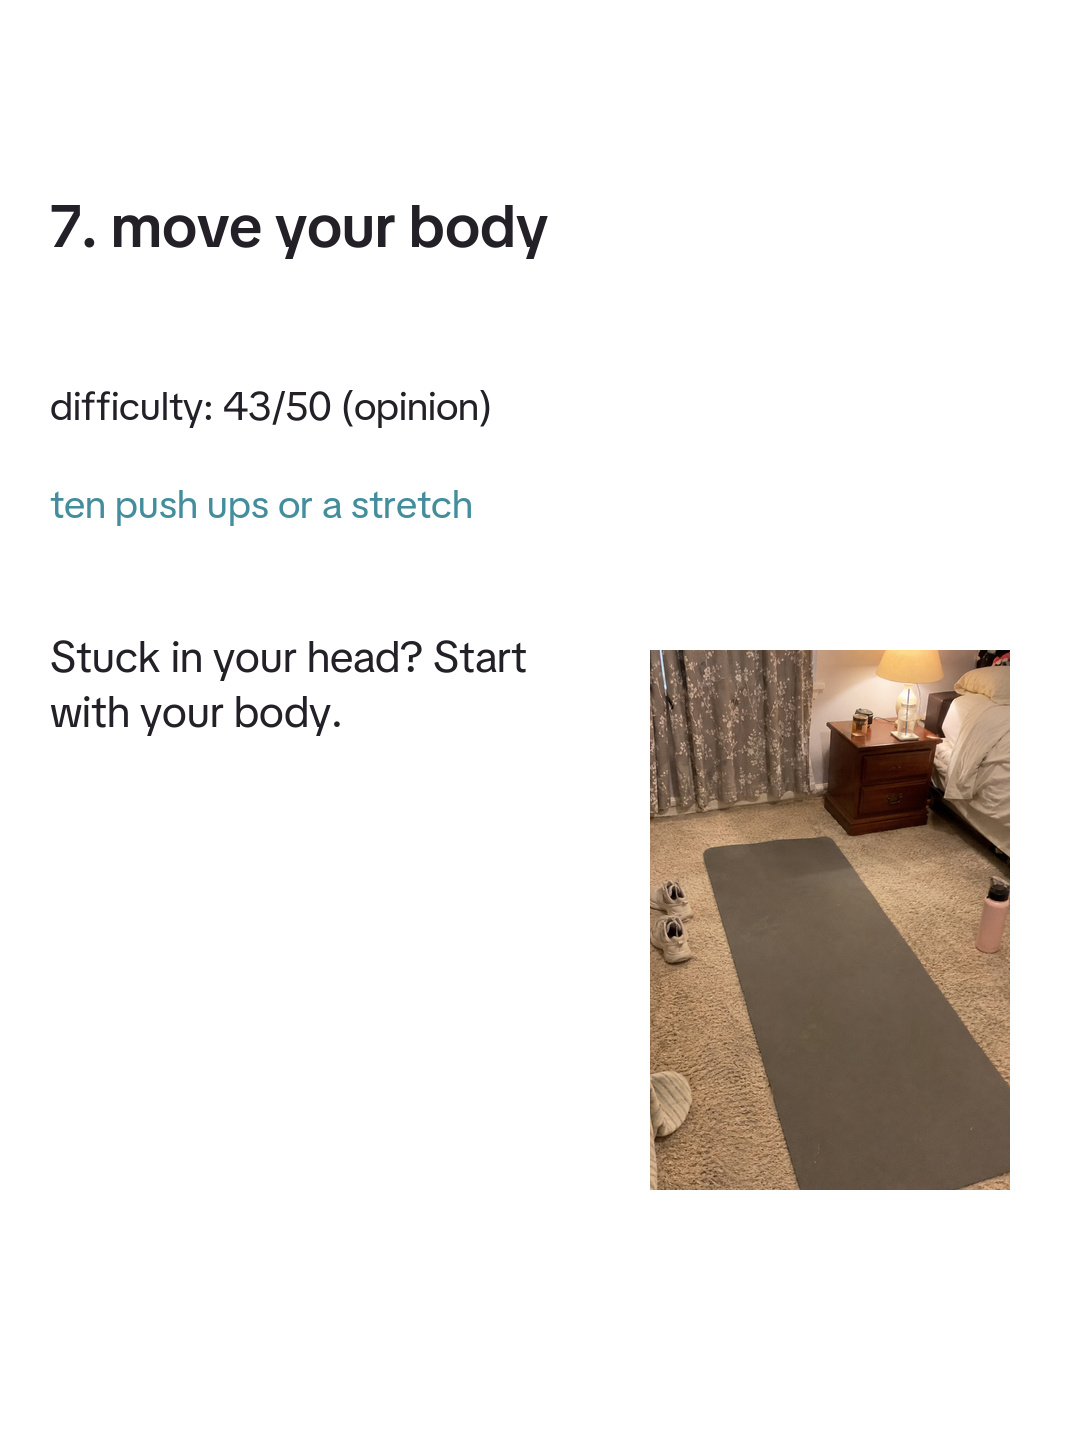 7. move your body
difficulty: 43/50 (opinion)
ten push ups or a stretch
Stuck in your head? Start
with your body.